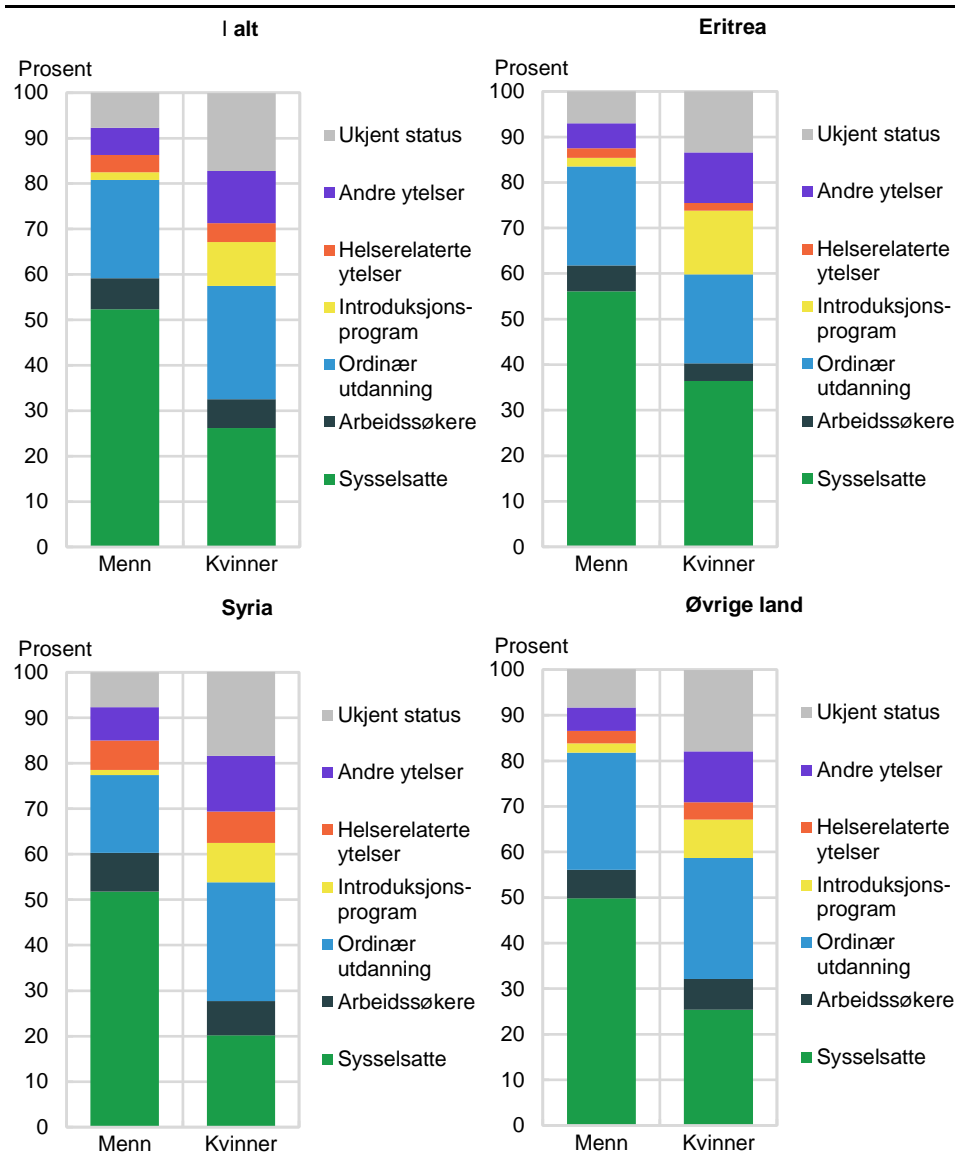 I alt
Prosent
100
90
80
70
60
50
40
30
20
10
0
Menn Kvinner
Ukjent status
Andre ytelser
Helserelaterte
ytelser
Introduksjons-
program
Ordinær
utdanning
Arbeidssøkere
Sysselsatte
Eritrea
Prosent
100
90
80
70
60
50
40
30
20
10
0
Menn Kvinner
Ukjent status
Andre ytelser
Helserelaterte
ytelser
Introduksjons-
program
Ordinær
utdanning
Arbeidssøkere
Sysselsatte
Syria
Prosent
100
90
80
70
60
50
40
30
20
10
0
Menn Kvinner
Ukjent status
Andre ytelser
Helserelaterte
ytelser
Introduksjons-
program
Ordinær
utdanning
Arbeidssøkere
Sysselsatte
Øvrige land
Prosent
100
90
80
70
60
50
40
30
20
10
0
Menn Kvinner
Ukjent status
Andre ytelser
Helserelaterte
ytelser
Introduksjons-
program
Ordinær
utdanning
Arbeidssøkere
Sysselsatte